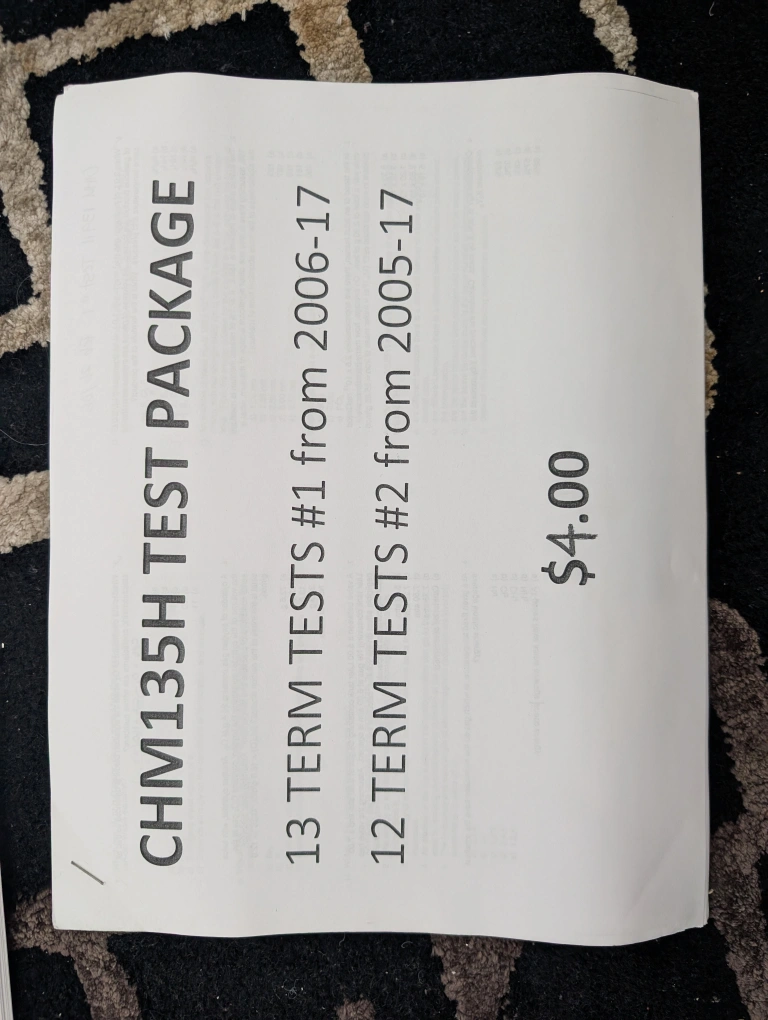 CHM135H TEST PACKAGE
13 TERM TESTS #1 from 2006-17
12 TERM TESTS #2 from 2005-17
$4.00